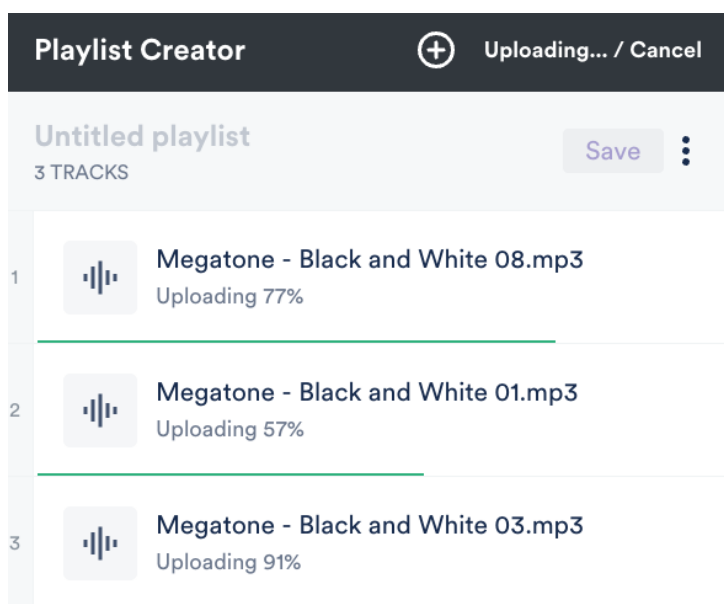 Playlist Creator
Uploading... / Cancel
Untitled playlist
Save
3 TRACKS
1
Megatone - Black and White 08.mp3
Uploading 77%
2
Megatone - Black and White 01.mp3
Uploading 57%
3
Megatone - Black and White 03.mp3
Uploading 91%